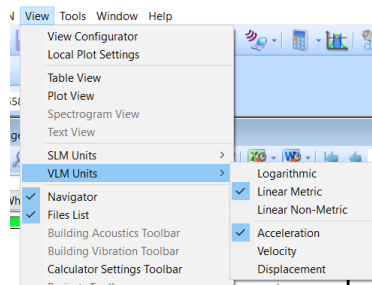 View Tools Window Help
View Configurator
Local Plot Settings
Table View
Plot View
Spectrogram View
Text View
SLM Units
VLM Units
Navigator
Files List
Building Acoustics Toolbar
Building Vibration Toolbar
Calculator Settings Toolbar
Logarithmic
Linear Metric
Linear Non-Metric
Acceleration
Velocity
Displacement